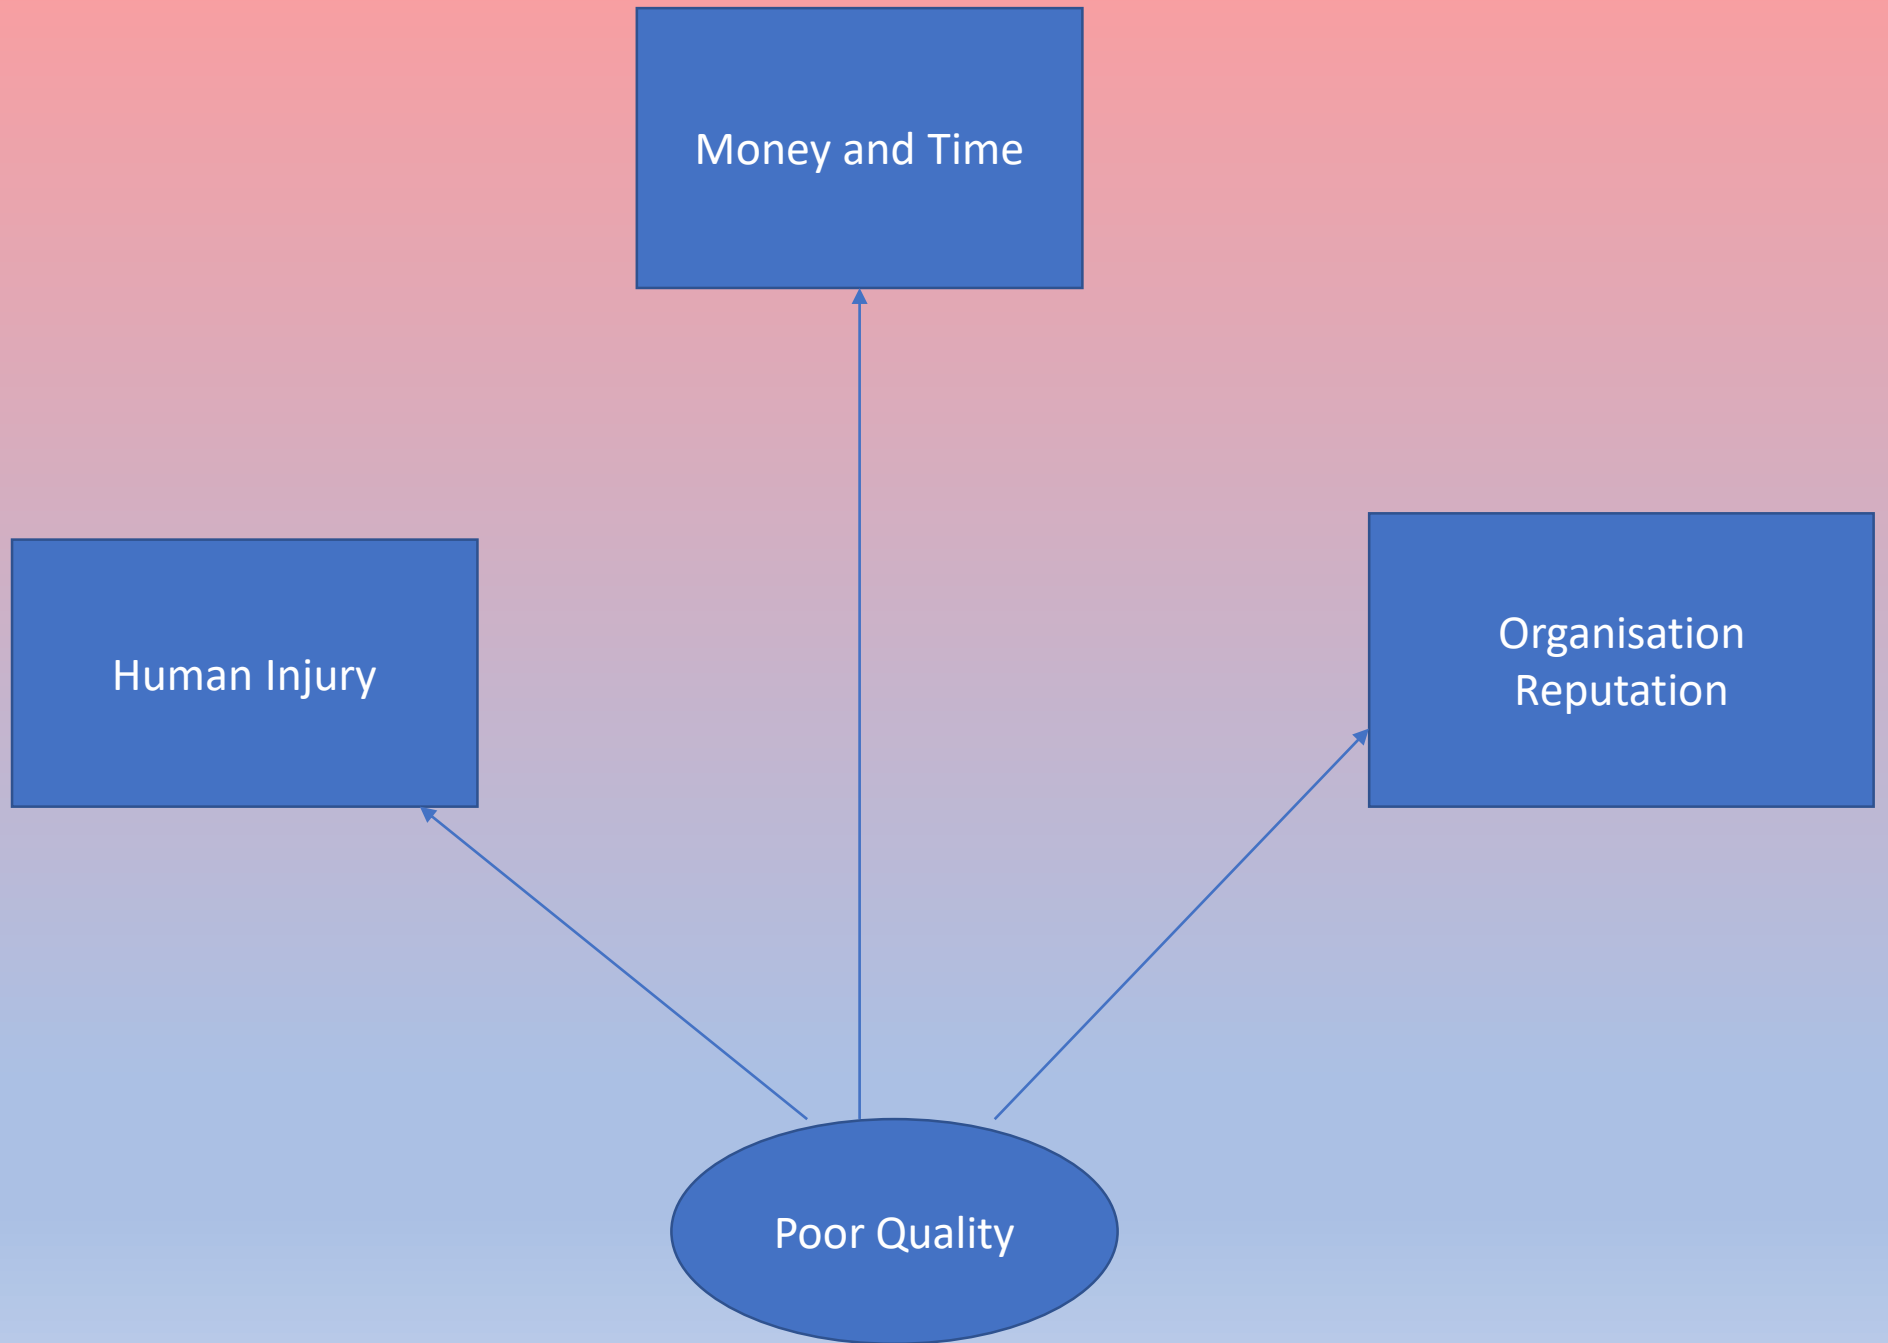 Money and Time
Human Injury
Organisation
Reputation
Poor Quality